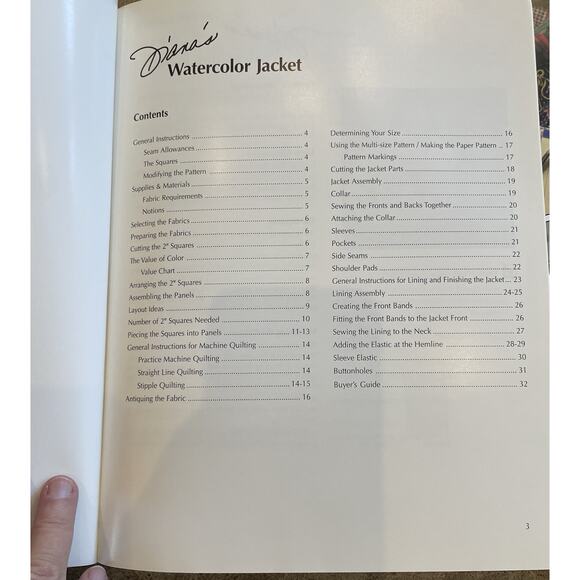 Diana's
Watercolor Jacket
Contents
General Instructions ........ 4
Seam Allowances ........ 4
The Squares ........ 4
Modifying the Pattern ........ 4
Supplies & Materials ........ 5
Fabric Requirements ........ 5
Notions ........ 5
Selecting the Fabrics ........ 6
Preparing the Fabrics ........ 6
Cutting the 2" Squares ........ 6
The Value of Color ........ 7
Value Chart ........ 7
Arranging the 2" Squares ........ 8
Assembling the Panels ........ 8
Layout Ideas ........ 9
Number of 2" Squares Needed ........ 10
Piecing the Squares into Panels ........ 11-13
General Instructions for Machine Quilting ........ 14
Practice Machine Quilting ........ 14
Straight Line Quilting ........ 14
Stipple Quilting ........ 14-15
Antiquing the Fabric ........ 16
Determining Your Size ........ 16
Using the Multi-size Pattern / Making the Paper Pattern .. 17
Pattern Markings ........ 17
Cutting the Jacket Parts ........ 18
Jacket Assembly ........ 19
Collar ........ 19
Sewing the Fronts and Backs Together ........ 20
Attaching the Collar ........ 20
Sleeves ........ 21
Pockets ........ 21
Side Seams ........ 22
Shoulder Pads ........ 22
General Instructions for Lining and Finishing the Jacket... 23
Lining Assembly ........ 24-25
Creating the Front Bands ........ 26
Fitting the Front Bands to the Jacket Front ........ 26
Sewing the Lining to the Neck ........ 27
Adding the Elastic at the Hemline ........ 28-29
Sleeve Elastic ........ 30
Buttonholes ........ 31
Buyer's Guide ........ 32
3